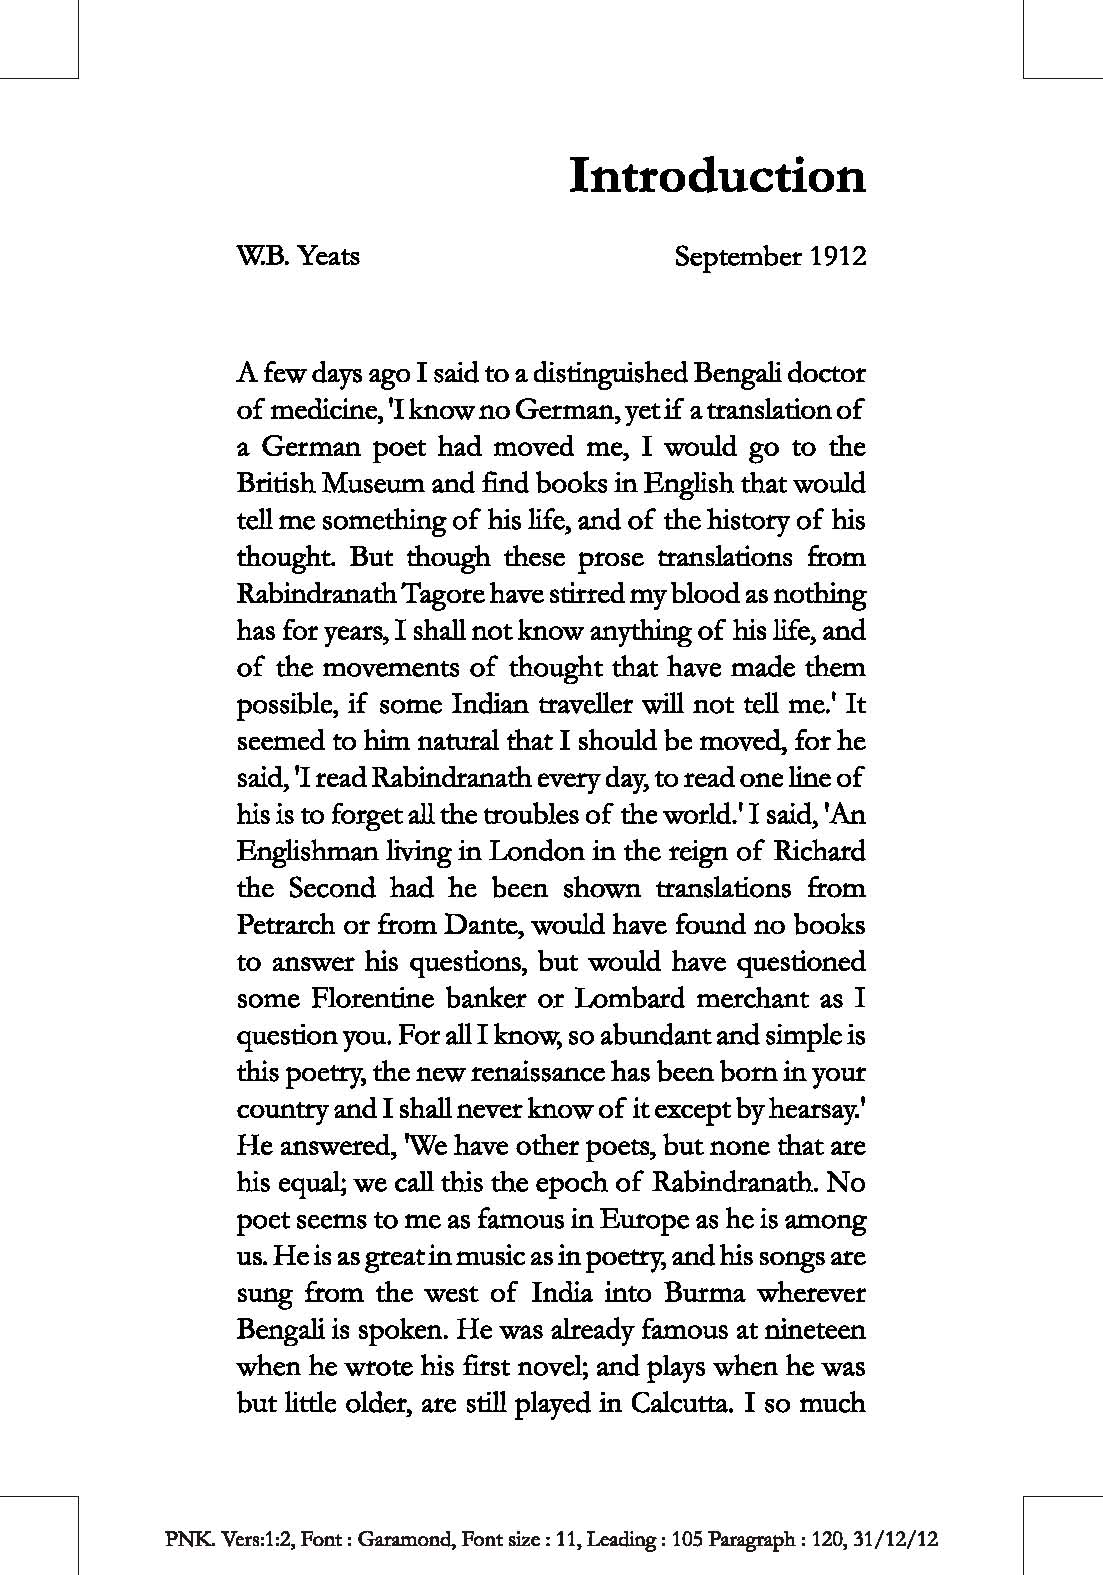 Introduction
W.B. Yeats September 1912
A few days ago I said to a distinguished Bengali doctor
of medicine, 'I know no German, yet if a translation of
a German poet had moved me, I would go to the
British Museum and find books in English that would
tell me something of his life, and of the history of his
thought. But though these prose translations from
Rabindranath Tagore have stirred my blood as nothing
has for years, I shall not know anything of his life, and
of the movements of thought that have made them
possible, if some Indian traveller will not tell me.' It
seemed to him natural that I should be moved, for he
said, 'I read Rabindranath every day, to read one line of
his is to forget all the troubles of the world.' I said, 'An
Englishman living in London in the reign of Richard
the Second had he been shown translations from
Petrarch or from Dante, would have found no books
to answer his questions, but would have questioned
some Florentine banker or Lombard merchant as I
question you. For all I know, so abundant and simple is
this poetry, the new renaissance has been born in your
country and I shall never know of it except by hearsay.'
He answered, 'We have other poets, but none that are
his equal; we call this the epoch of Rabindranath. No
poet seems to me as famous in Europe as he is among
us. He is as great in music as in poetry, and his songs are
sung from the west of India into Burma wherever
Bengali is spoken. He was already famous at nineteen
when he wrote his first novel; and plays when he was
but little older, are still played in Calcutta. I so much
PNK. Vers:1:2, Font : Garamond, Font size : 11, Leading : 105 Paragraph : 120, 31/12/12